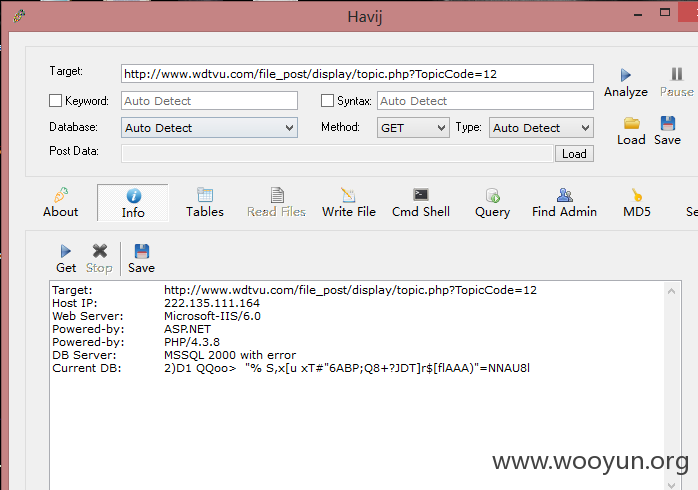 Havij
Target: http://www.wdtvu.com/file_post/display/topic.php?TopicCode=12
Analyze Pause
Keyword: Auto Detect Syntax: Auto Detect
Database: Auto Detect Method: GET Type: Auto Detect
Load Save
Post Data: Load
About Info Tables Read Files Write File Cmd Shell Query Find Admin MD5 Se
Get Stop Save
Target: http://www.wdtvu.com/file_post/display/topic.php?TopicCode=12
Host IP: 222.135.111.164
Web Server: Microsoft-IIS/6.0
Powered-by: ASP.NET
Powered-by: PHP/4.3.8
DB Server: MSSQL 2000 with error
Current DB: 2)D1 QQoo> "% S,x[u xT#"6ABP;Q8+?JDT]r$[flAAA)"=NNAU8l
www.wooyun.org